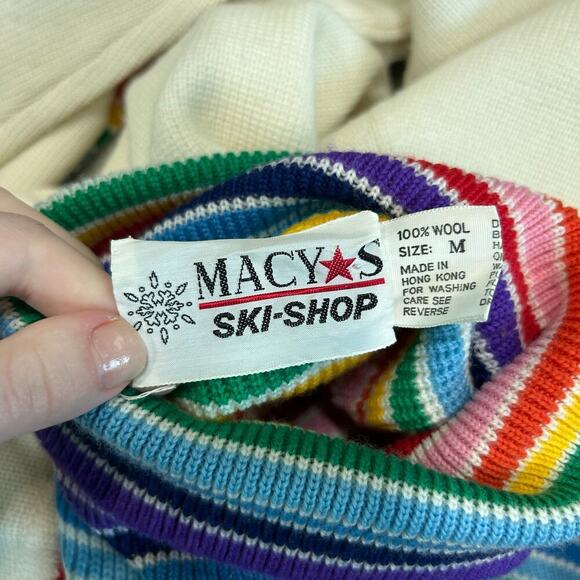 MACY★S
SKI-SHOP
100% WOOL
SIZE: M
MADE IN
HONG KONG
FOR WASHING
CARE SEE
REVERSE